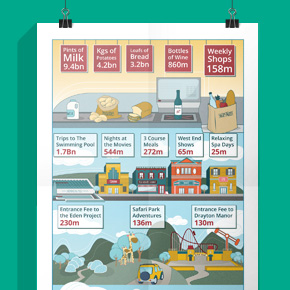 Pints of
Milk
9.4bn
Kgs of
Potatoes
4.2bn
Loafs of
Bread
3.2bn
Bottles
of Wine
860m
Weekly
Shops
158m
Trips to The
Swimming Pool
1.7Bn
Nights at
the Movies
544m
3 Course
Meals
272m
West End
Shows
65m
Relaxing
Spa Days
25m
Entrance Fee to
the Eden Project
230m
Safari Park
Adventures
136m
Entrance Fee to
Drayton Manor
130m